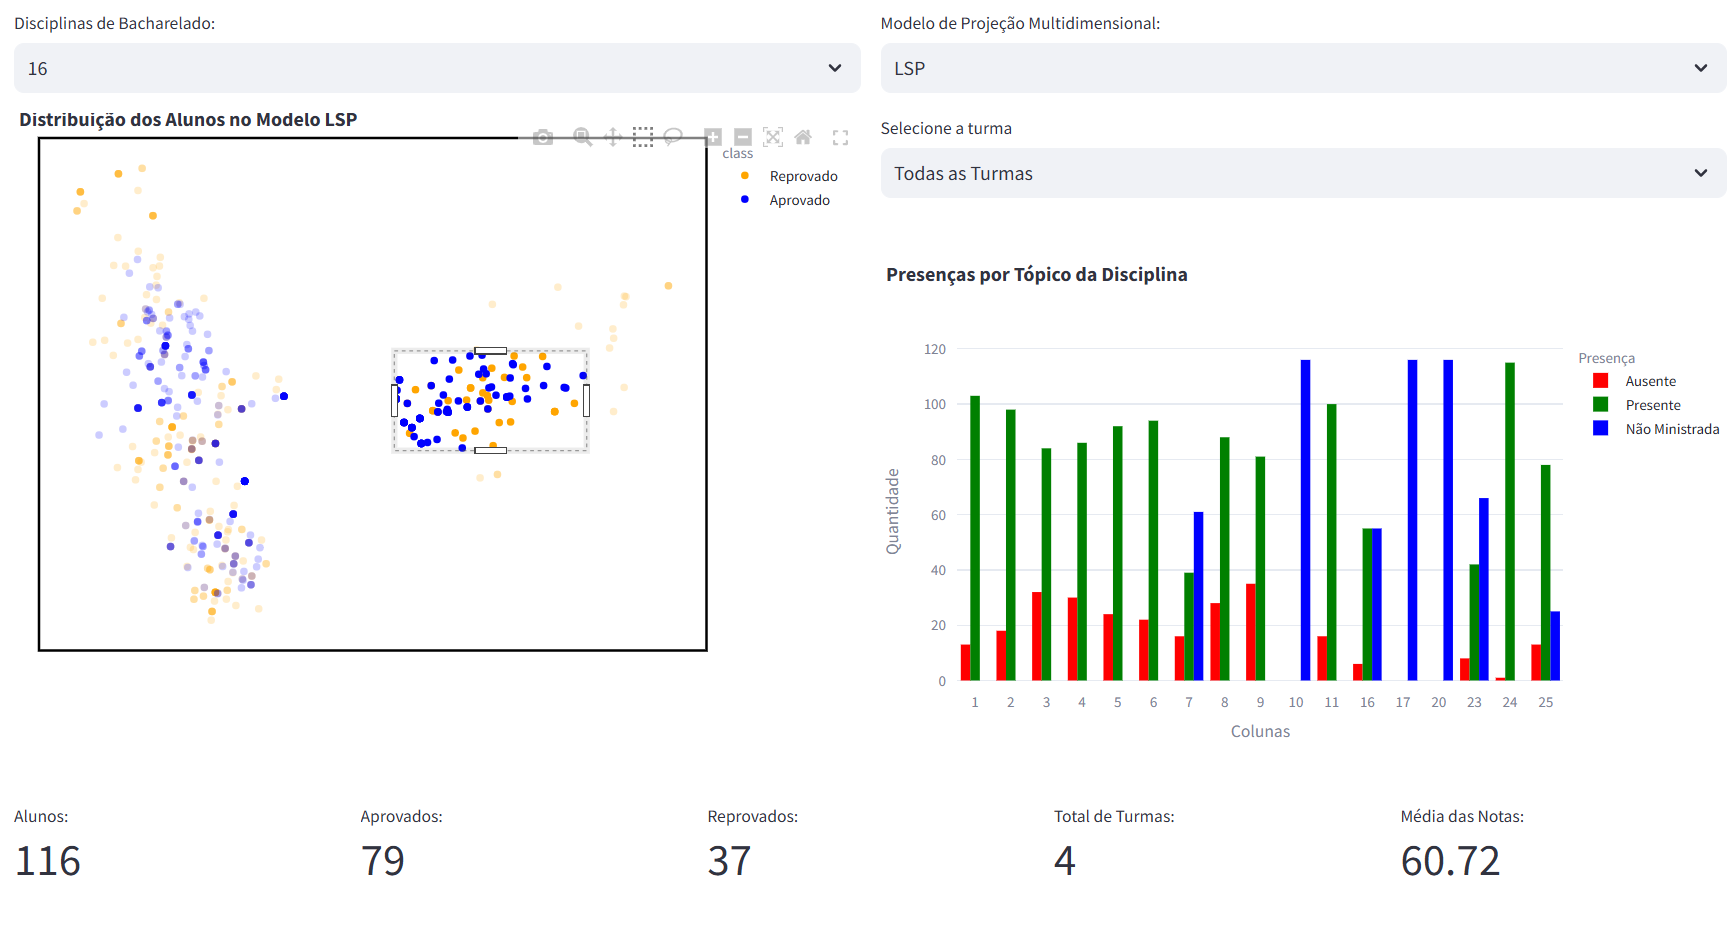 Disciplinas de Bacharelado:
16
Modelo de Projeção Multidimensional:
LSP
Distribuição dos Alunos no Modelo LSP
class
Reprovado
Aprovado
Selecione a turma
Todas as Turmas
Presenças por Tópico da Disciplina
120
100
80
60
40
20
0
Quantidade
1 2 3 4 5 6 7 8 9 10 11 16 17 20 23 24 25
Colunas
Presença
Ausente
Presente
Não Ministrada
Alunos:
116
Aprovados:
79
Reprovados:
37
Total de Turmas:
4
Média das Notas:
60.72